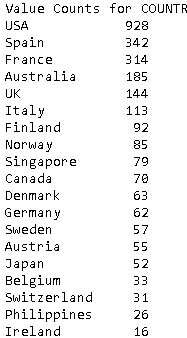 Value Counts for COUNTR
USA 928
Spain 342
France 314
Australia 185
UK 144
Italy 113
Finland 92
Norway 85
Singapore 79
Canada 70
Denmark 63
Germany 62
Sweden 57
Austria 55
Japan 52
Belgium 33
Switzerland 31
Philippines 26
Ireland 16